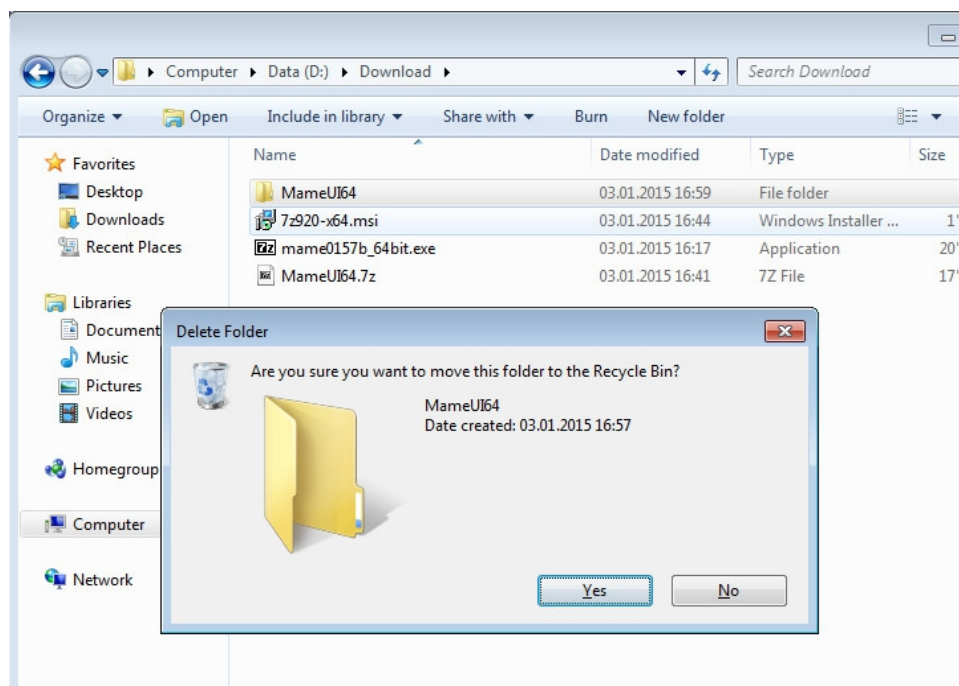 Computer Data (D:) Download
Search Download
Organize Open Include in library Share with Burn New folder
Name Date modified Type Size
Favorites
Desktop
Downloads
Recent Places
Libraries
Document
Music
Pictures
Videos
Homegroup
Computer
Network
MameUI64 03.01.2015 16:59 File folder
7z920-x64.msi 03.01.2015 16:44 Windows Installer ... 1'
mame0157b_64bit.exe 03.01.2015 16:17 Application 20'
MameUI64.7z 03.01.2015 16:41 7Z File 17'
Delete Folder
Are you sure you want to move this folder to the Recycle Bin?
MameUI64
Date created: 03.01.2015 16:57
Yes No